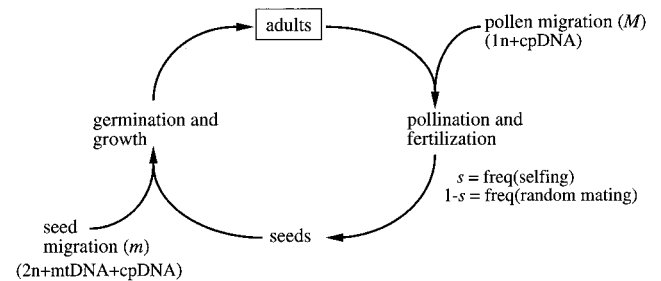 adults
pollen migration (M)
(1n+cpDNA)
germination and
growth
pollination and
fertilization
s = freq(selfing)
1-s = freq(random mating)
seed
migration (m)
(2n+mtDNA+cpDNA)
seeds